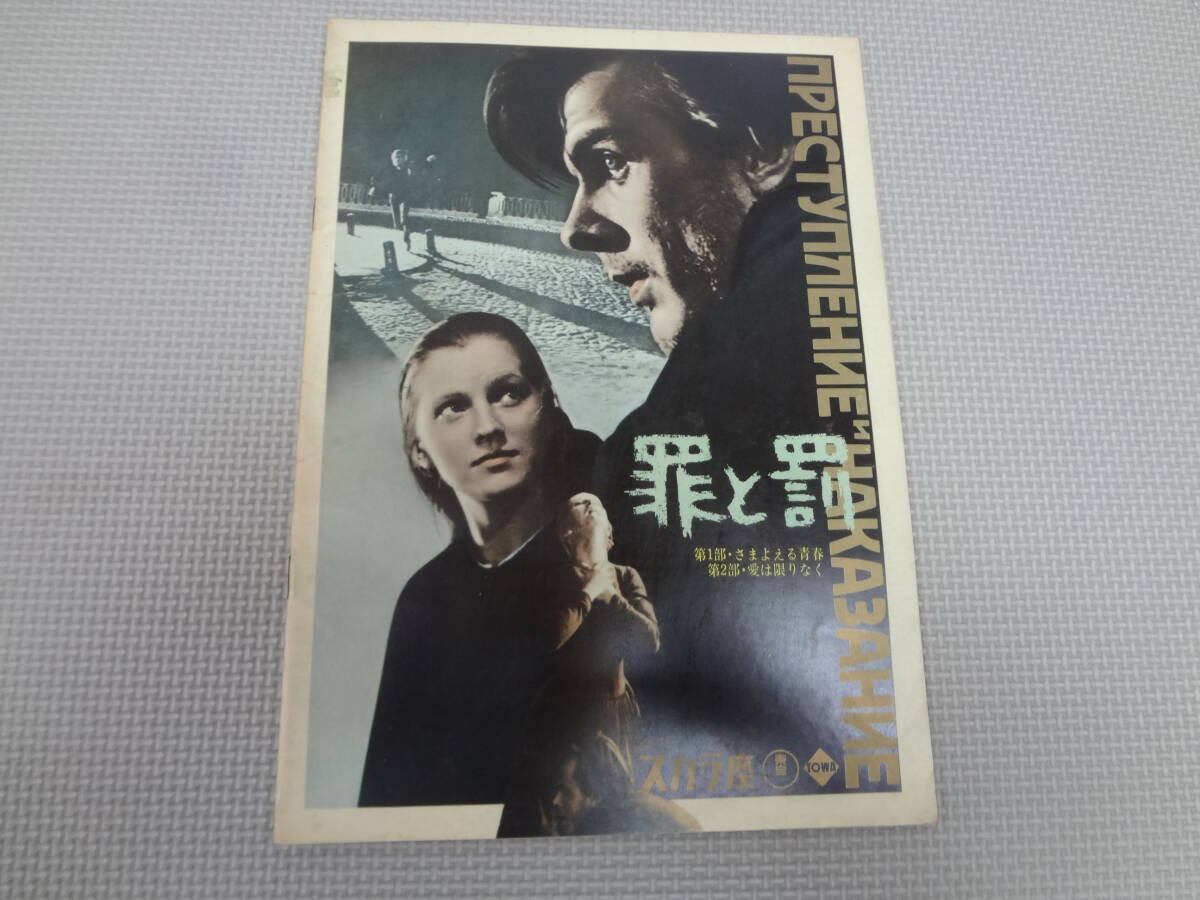 ПРЕСТУПЛЕНИЕ и НАКАЗАНИЕ
罪と罰
第1部・さまよえる青春
第2部・愛は限りなく
スカラ座
TOWA